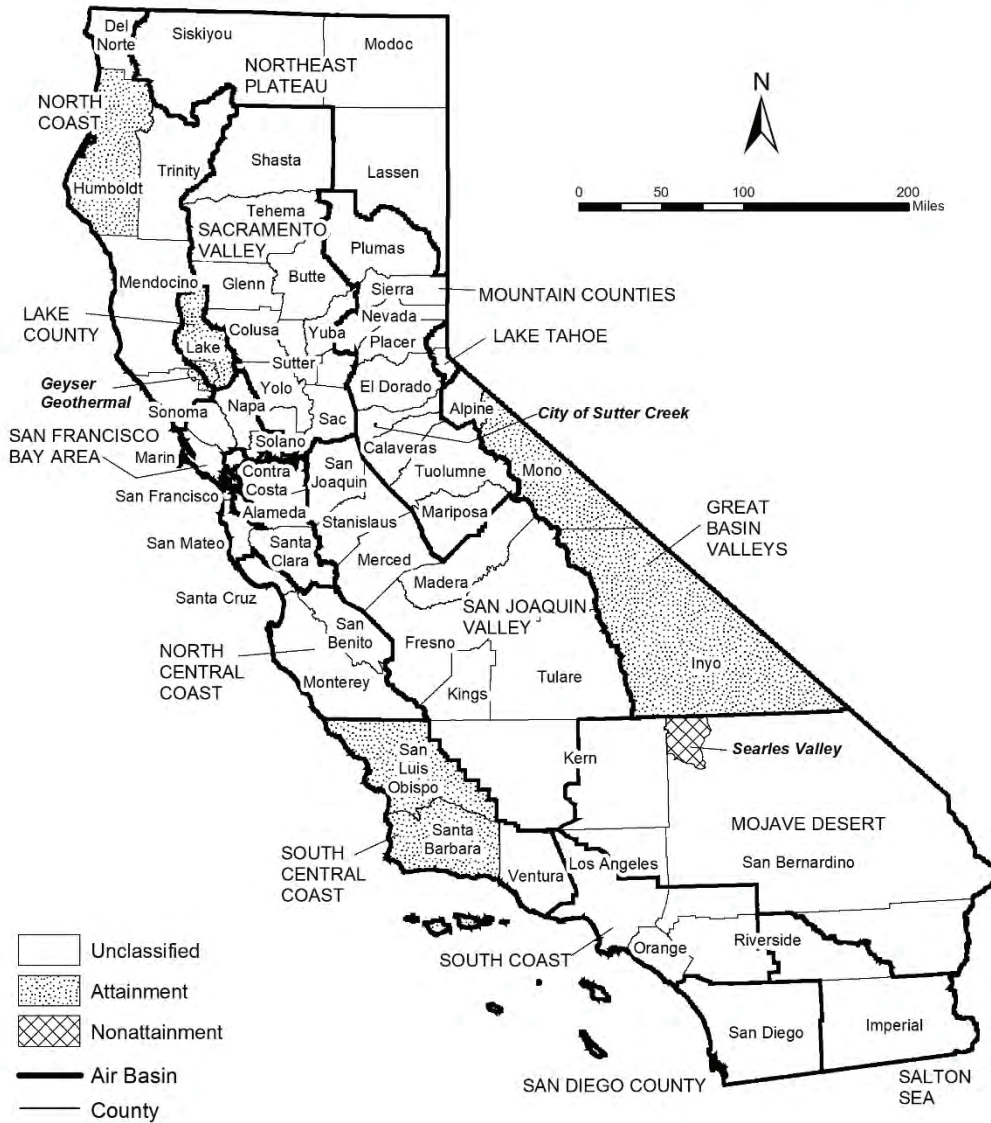 Del
Norte
Siskiyou
Modoc
NORTHEAST
PLATEAU
NORTH
COAST
N
Shasta
Trinity
Lassen
Humboldt
0 50 100 200
Miles
Tehema
SACRAMENTO
VALLEY
Plumas
Butte
Mendocino
Glenn
Sierra
MOUNTAIN COUNTIES
Nevada
LAKE
COUNTY
Colusa
Yuba
Placer
LAKE TAHOE
Lake
Sutter
Geyser
Geothermal
Yolo
El Dorado
Napa
Alpine
City of Sutter Creek
Sonoma
Sac
SAN FRANCISCO
BAY AREA
Solano
Calaveras
Marin
Contra
Costa
San
Joaquin
Tuolumne
Mono
San Francisco
Alameda
Mariposa
GREAT
BASIN
VALLEYS
Stanislaus
San Mateo
Santa
Clara
Merced
Madera
Santa Cruz
SAN JOAQUIN
VALLEY
San
Benito
Fresno
NORTH
CENTRAL
COAST
Inyo
Monterey
Kings
Tulare
San
Luis
Obispo
Kern
Searles Valley
MOJAVE DESERT
Santa
Barbara
SOUTH
CENTRAL
COAST
Los Angeles
San Bernardino
Ventura
Unclassified
Riverside
Orange
SOUTH COAST
Attainment
Nonattainment
San Diego
Imperial
Air Basin
SAN DIEGO COUNTY
SALTON
SEA
County